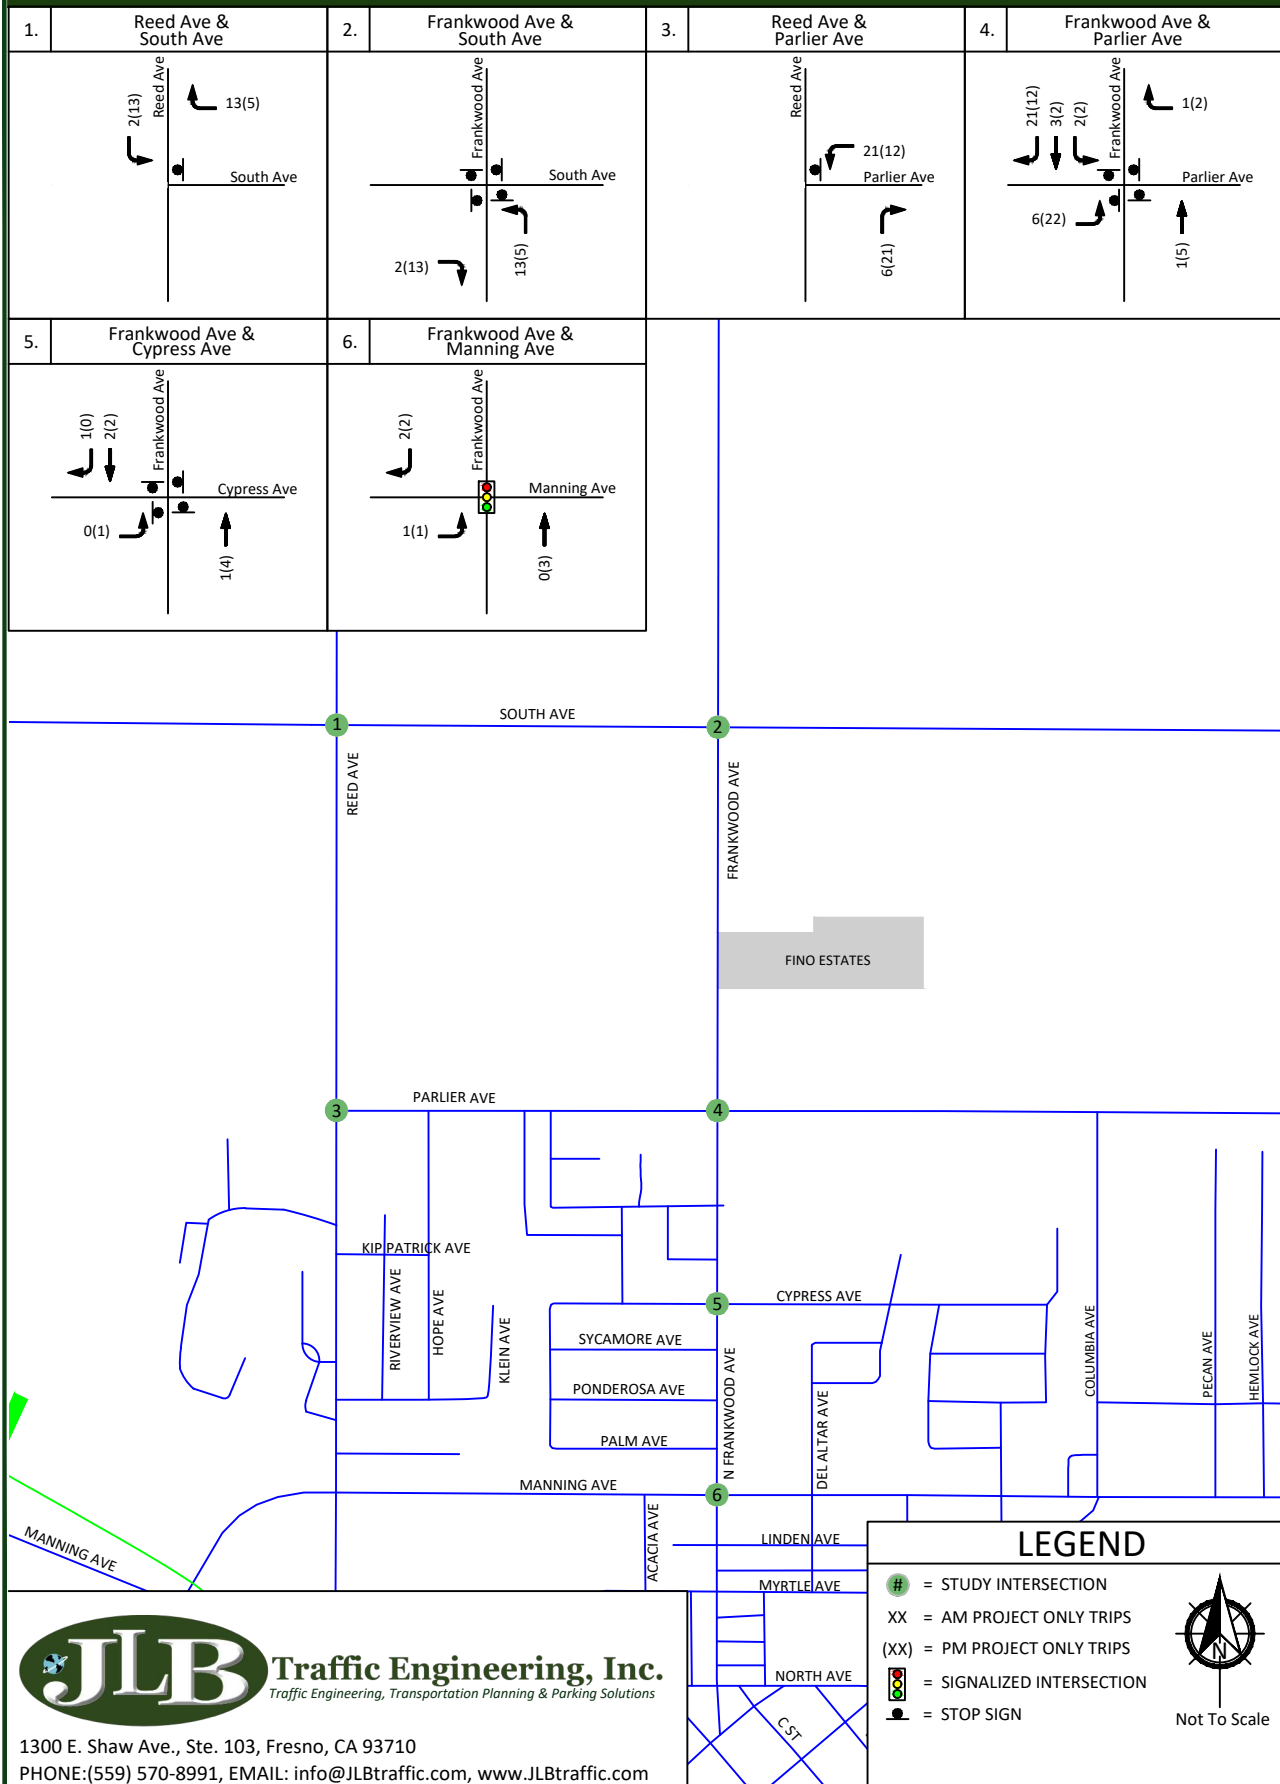 1.
Reed Ave &
South Ave
Reed Ave
2(13)
13(5)
South Ave
2.
Frankwood Ave &
South Ave
Frankwood Ave
South Ave
2(13)
13(5)
3.
Reed Ave &
Parlier Ave
Reed Ave
21(12)
Parlier Ave
6(21)
4.
Frankwood Ave &
Parlier Ave
21(12)
3(2)
2(2)
Frankwood Ave
1(2)
Parlier Ave
6(22)
1(5)
5.
Frankwood Ave &
Cypress Ave
1(0)
2(2)
Frankwood Ave
Cypress Ave
0(1)
1(4)
6.
Frankwood Ave &
Manning Ave
2(2)
Frankwood Ave
Manning Ave
1(1)
0(3)
SOUTH AVE
1
2
REED AVE
FRANKWOOD AVE
FINO ESTATES
PARLIER AVE
3
4
KIP PATRICK AVE
RIVERVIEW AVE
HOPE AVE
KLEIN AVE
CYPRESS AVE
5
SYCAMORE AVE
PONDEROSA AVE
PALM AVE
N FRANKWOOD AVE
DEL ALTAR AVE
COLUMBIA AVE
PECAN AVE
HEMLOCK AVE
MANNING AVE
6
MANNING AVE
ACACIA AVE
LINDEN AVE
MYRTLE AVE
NORTH AVE
C ST
LEGEND
# = STUDY INTERSECTION
XX = AM PROJECT ONLY TRIPS
(XX) = PM PROJECT ONLY TRIPS
= SIGNALIZED INTERSECTION
= STOP SIGN
N
Not To Scale
JLB Traffic Engineering, Inc.
Traffic Engineering, Transportation Planning & Parking Solutions
1300 E. Shaw Ave., Ste. 103, Fresno, CA 93710
PHONE:(559) 570-8991, EMAIL: info@JLBtraffic.com, www.JLBtraffic.com